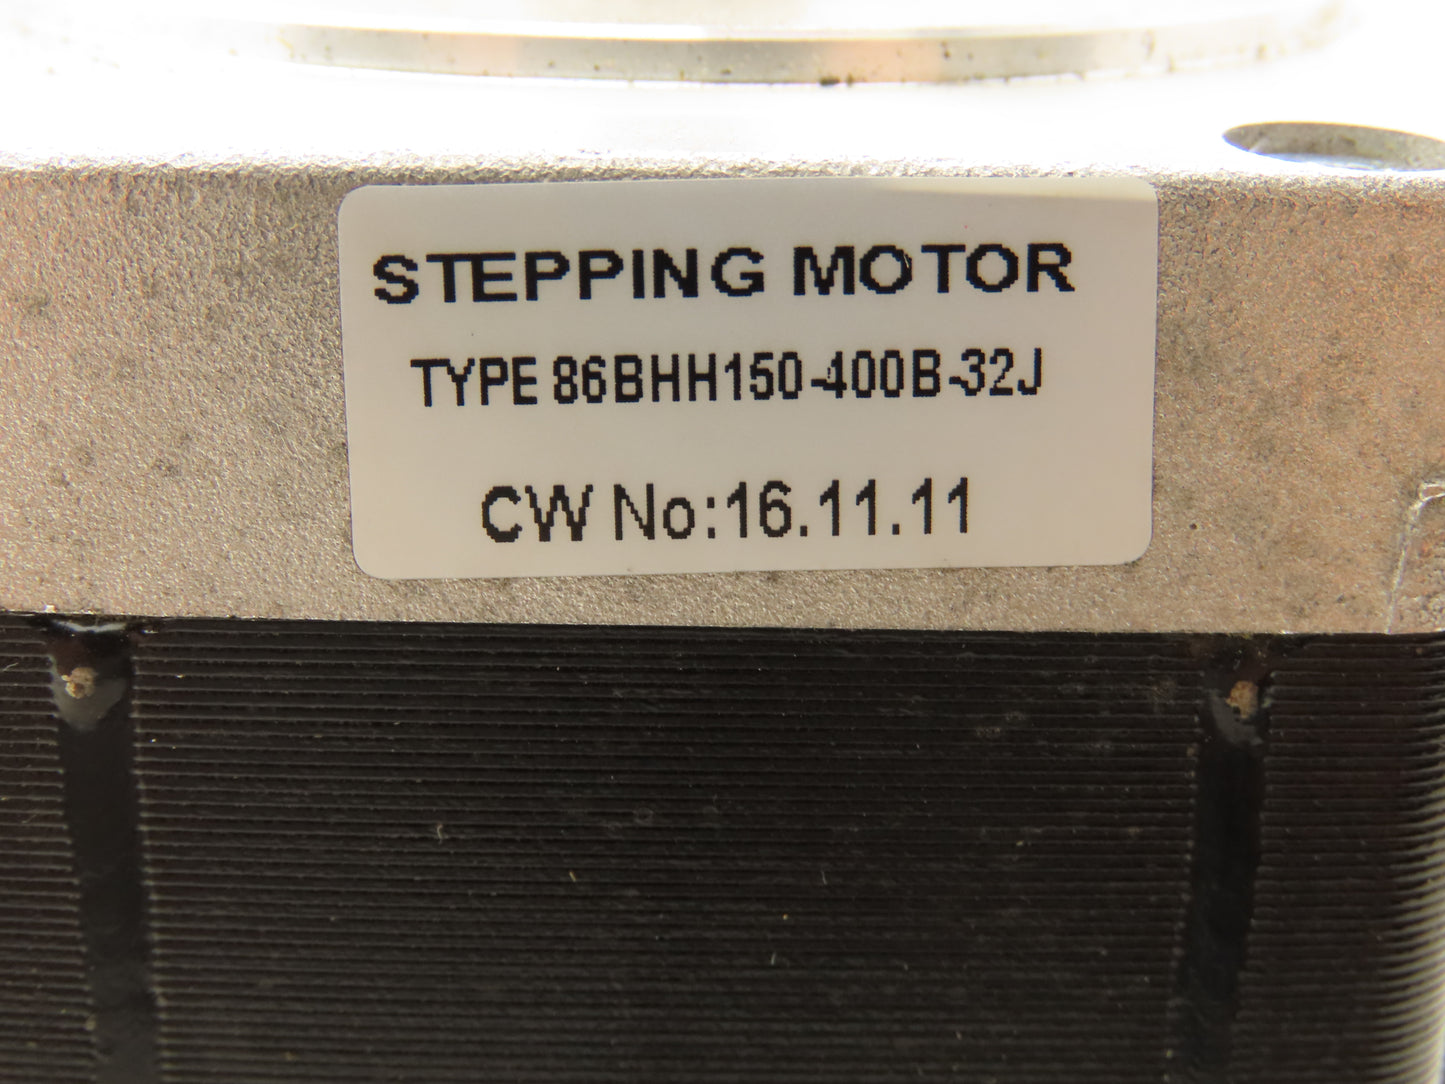 STEPPING MOTOR
TYPE 86BHH150-400B-32J
CW No:16.11.11